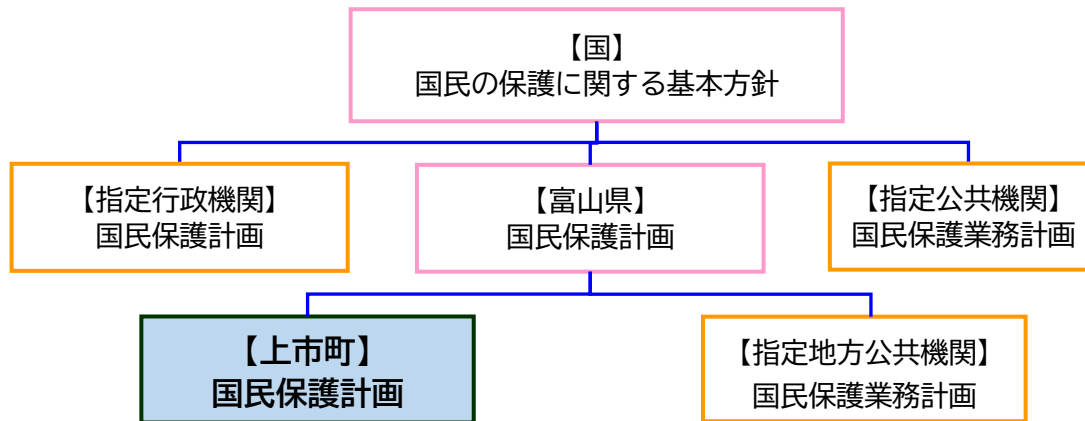 【国】
国民の保護に関する基本方針
【指定行政機関】
国民保護計画
【富山県】
国民保護計画
【指定公共機関】
国民保護業務計画
【上市町】
国民保護計画
【指定地方公共機関】
国民保護業務計画